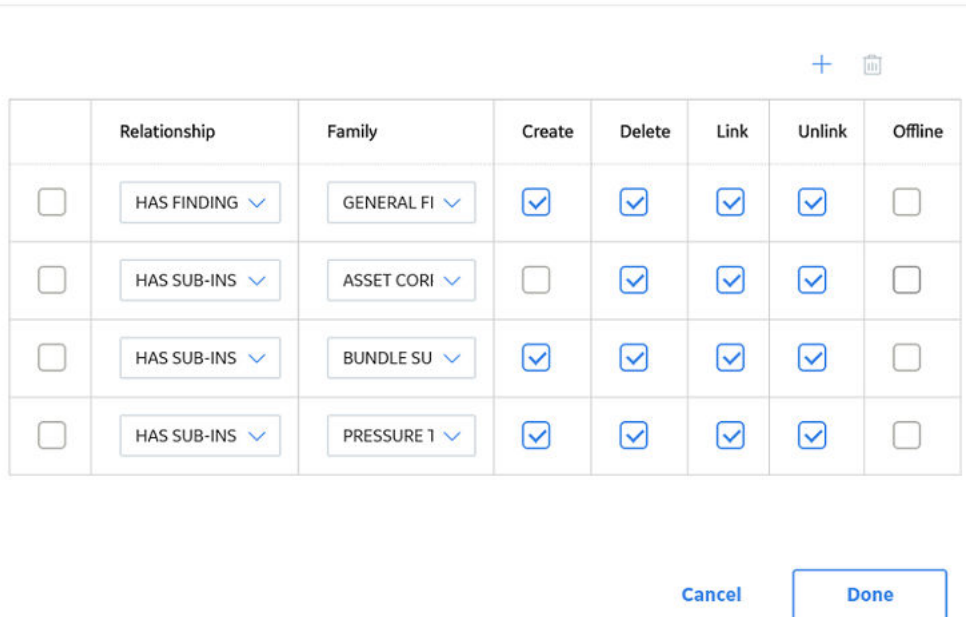 Relationship Family Create Delete Link Unlink Offline
HAS FINDING GENERAL FI
HAS SUB-INS ASSET CORI
HAS SUB-INS BUNDLE SU
HAS SUB-INS PRESSURE T
Cancel Done